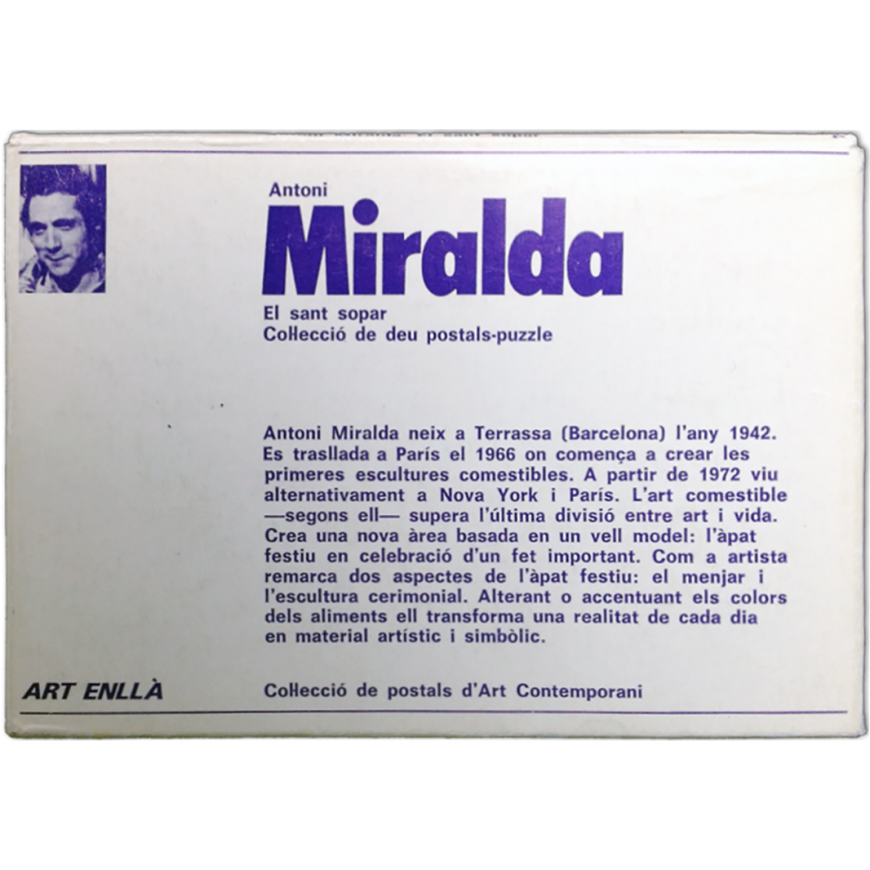 Antoni
Miralda
El sant sopar
Col·lecció de deu postals-puzzle
Antoni Miralda neix a Terrassa (Barcelona) l'any 1942.
Es trasllada a París el 1966 on comença a crear les
primeres escultures comestibles. A partir de 1972 viu
alternativament a Nova York i París. L'art comestible
—segons ell— supera l'última divisió entre art i vida.
Crea una nova àrea basada en un vell model: l'àpat
festiu en celebració d'un fet important. Com a artista
remarca dos aspectes de l'àpat festiu: el menjar i
l'escultura cerimonial. Alterant o accentuant els colors
dels aliments ell transforma una realitat de cada dia
en material artístic i simbòlic.
ART ENLLÀ
Col·lecció de postals d'Art Contemporani